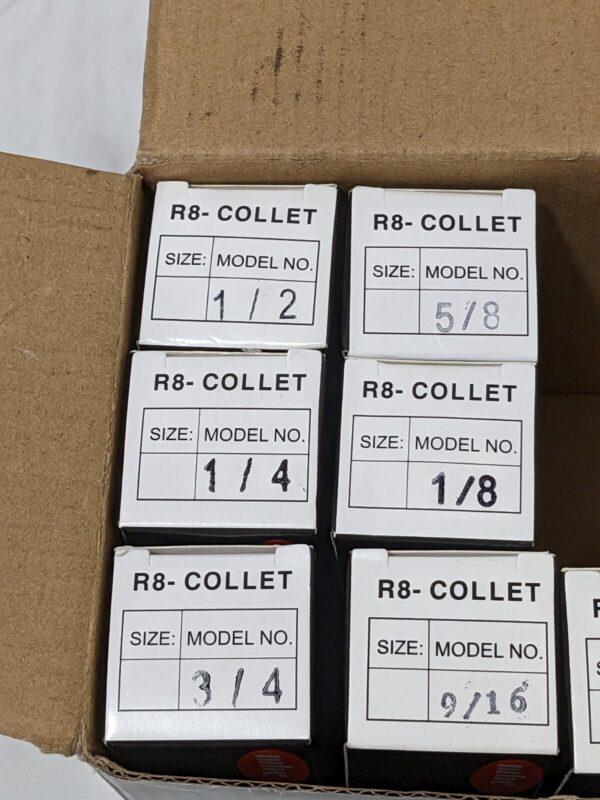 R8- COLLET
SIZE: MODEL NO.
1 / 2
R8- COLLET
SIZE: MODEL NO.
5/8
R8- COLLET
SIZE: MODEL NO.
1 / 4
R8- COLLET
SIZE: MODEL NO.
1/8
R8- COLLET
SIZE: MODEL NO.
3 / 4
R8- COLLET
SIZE: MODEL NO.
9/16